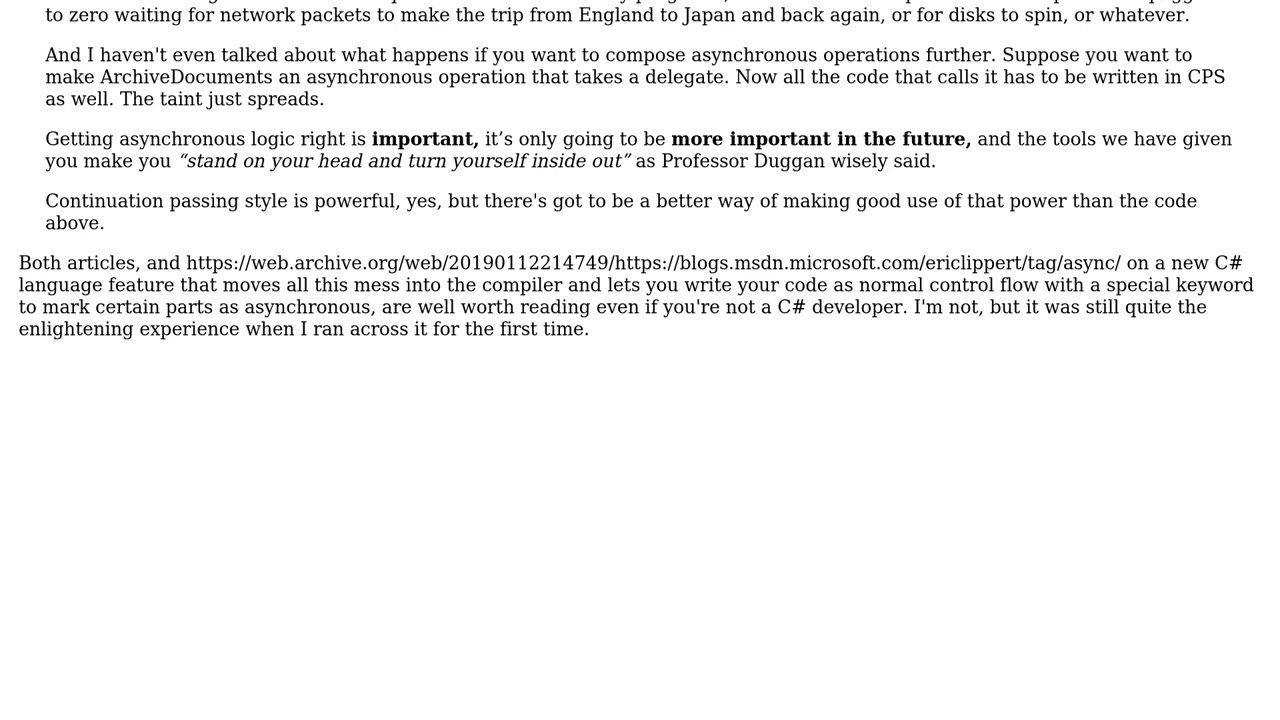 to zero waiting for network packets to make the trip from England to Japan and back again, or for disks to spin, or whatever.
And I haven't even talked about what happens if you want to compose asynchronous operations further. Suppose you want to
make ArchiveDocuments an asynchronous operation that takes a delegate. Now all the code that calls it has to be written in CPS
as well. The taint just spreads.
Getting asynchronous logic right is important, it’s only going to be more important in the future, and the tools we have given
you make you “stand on your head and turn yourself inside out” as Professor Duggan wisely said.
Continuation passing style is powerful, yes, but there's got to be a better way of making good use of that power than the code
above.
Both articles, and https://web.archive.org/web/20190112214749/https://blogs.msdn.microsoft.com/ericlippert/tag/async/ on a new C#
language feature that moves all this mess into the compiler and lets you write your code as normal control flow with a special keyword
to mark certain parts as asynchronous, are well worth reading even if you're not a C# developer. I'm not, but it was still quite the
enlightening experience when I ran across it for the first time.